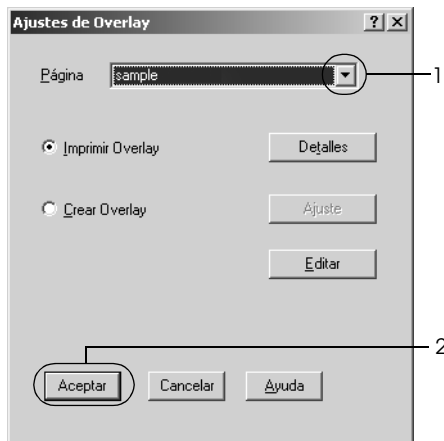 Ajustes de Overlay ? ×
Página sample 1
Imprimir Overlay Detalles
Crear Overlay Ajuste
Editar
2
Aceptar Cancelar Ayuda